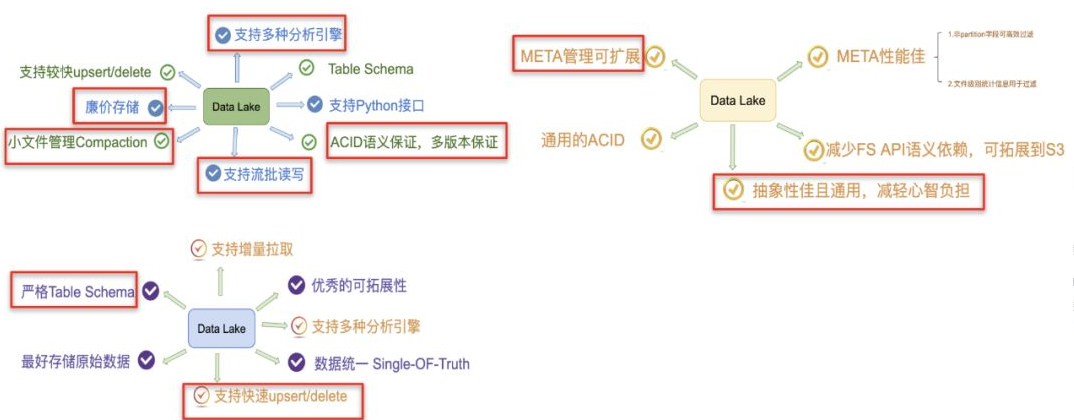 支持多种分析引擎
支持较快upsert/delete
Table Schema
廉价存储
Data Lake
支持Python接口
小文件管理Compaction
ACID语义保证，多版本保证
支持流批读写
META管理可扩展
META性能佳
1.非partition字段可高效过滤
2.文件级别统计信息用于过滤
Data Lake
通用的ACID
减少FS API语义依赖，可拓展到S3
抽象性佳且通用，减轻心智负担
支持增量拉取
严格Table Schema
优秀的可拓展性
Data Lake
支持多种分析引擎
最好存储原始数据
数据统一 Single-OF-Truth
支持快速upsert/delete